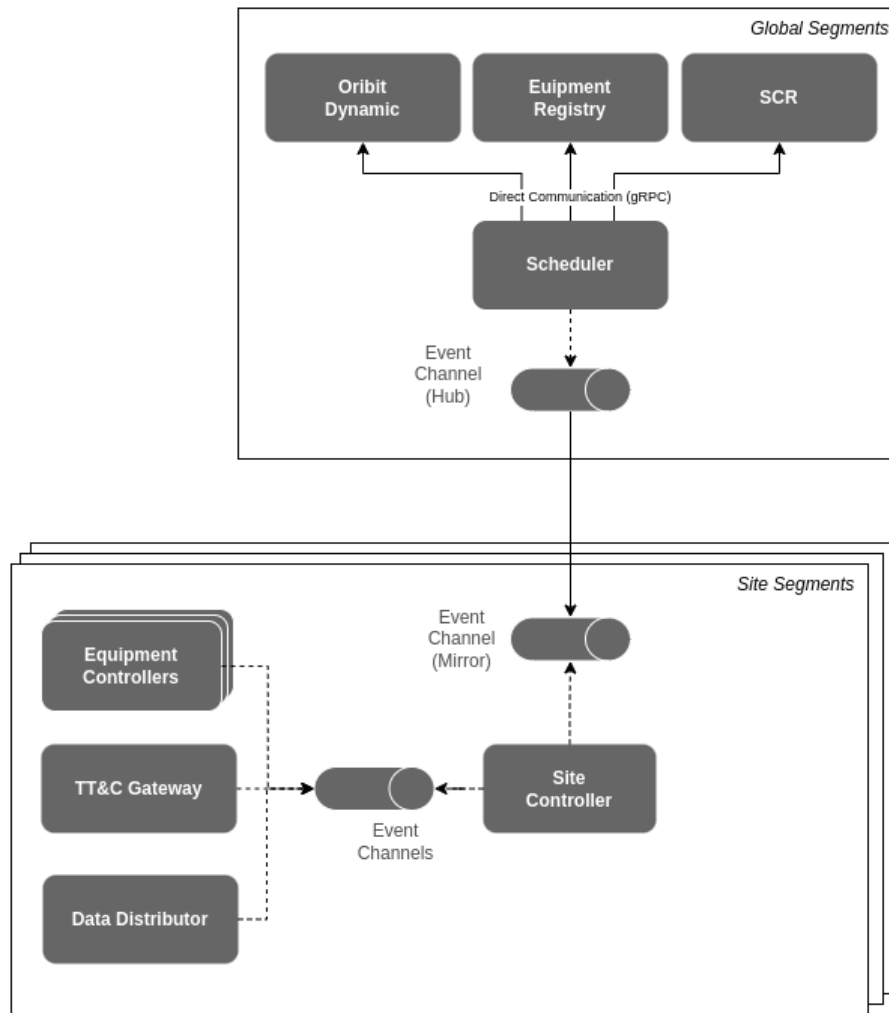 Global Segments
Oribit
Dynamic
Euipment
Registry
SCR
Direct Communication (gRPC)
Scheduler
Event
Channel
(Hub)
Site Segments
Event
Channel
(Mirror)
Equipment
Controllers
TT&C Gateway
Site
Controller
Event
Channels
Data Distributor